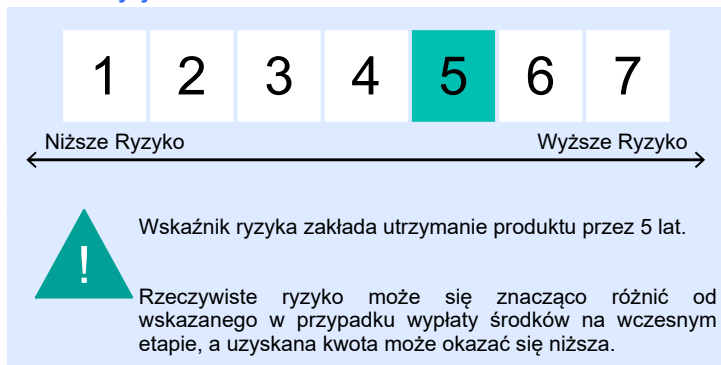 1 2 3 4 5 6 7
Niższe Ryzyko Wyższe Ryzyko
!
Wskaźnik ryzyka zakłada utrzymanie produktu przez 5 lat.
Rzeczywiste ryzyko może się znacząco różnić od
wskazanego w przypadku wypłaty środków na wczesnym
etapie, a uzyskana kwota może okazać się niższa.